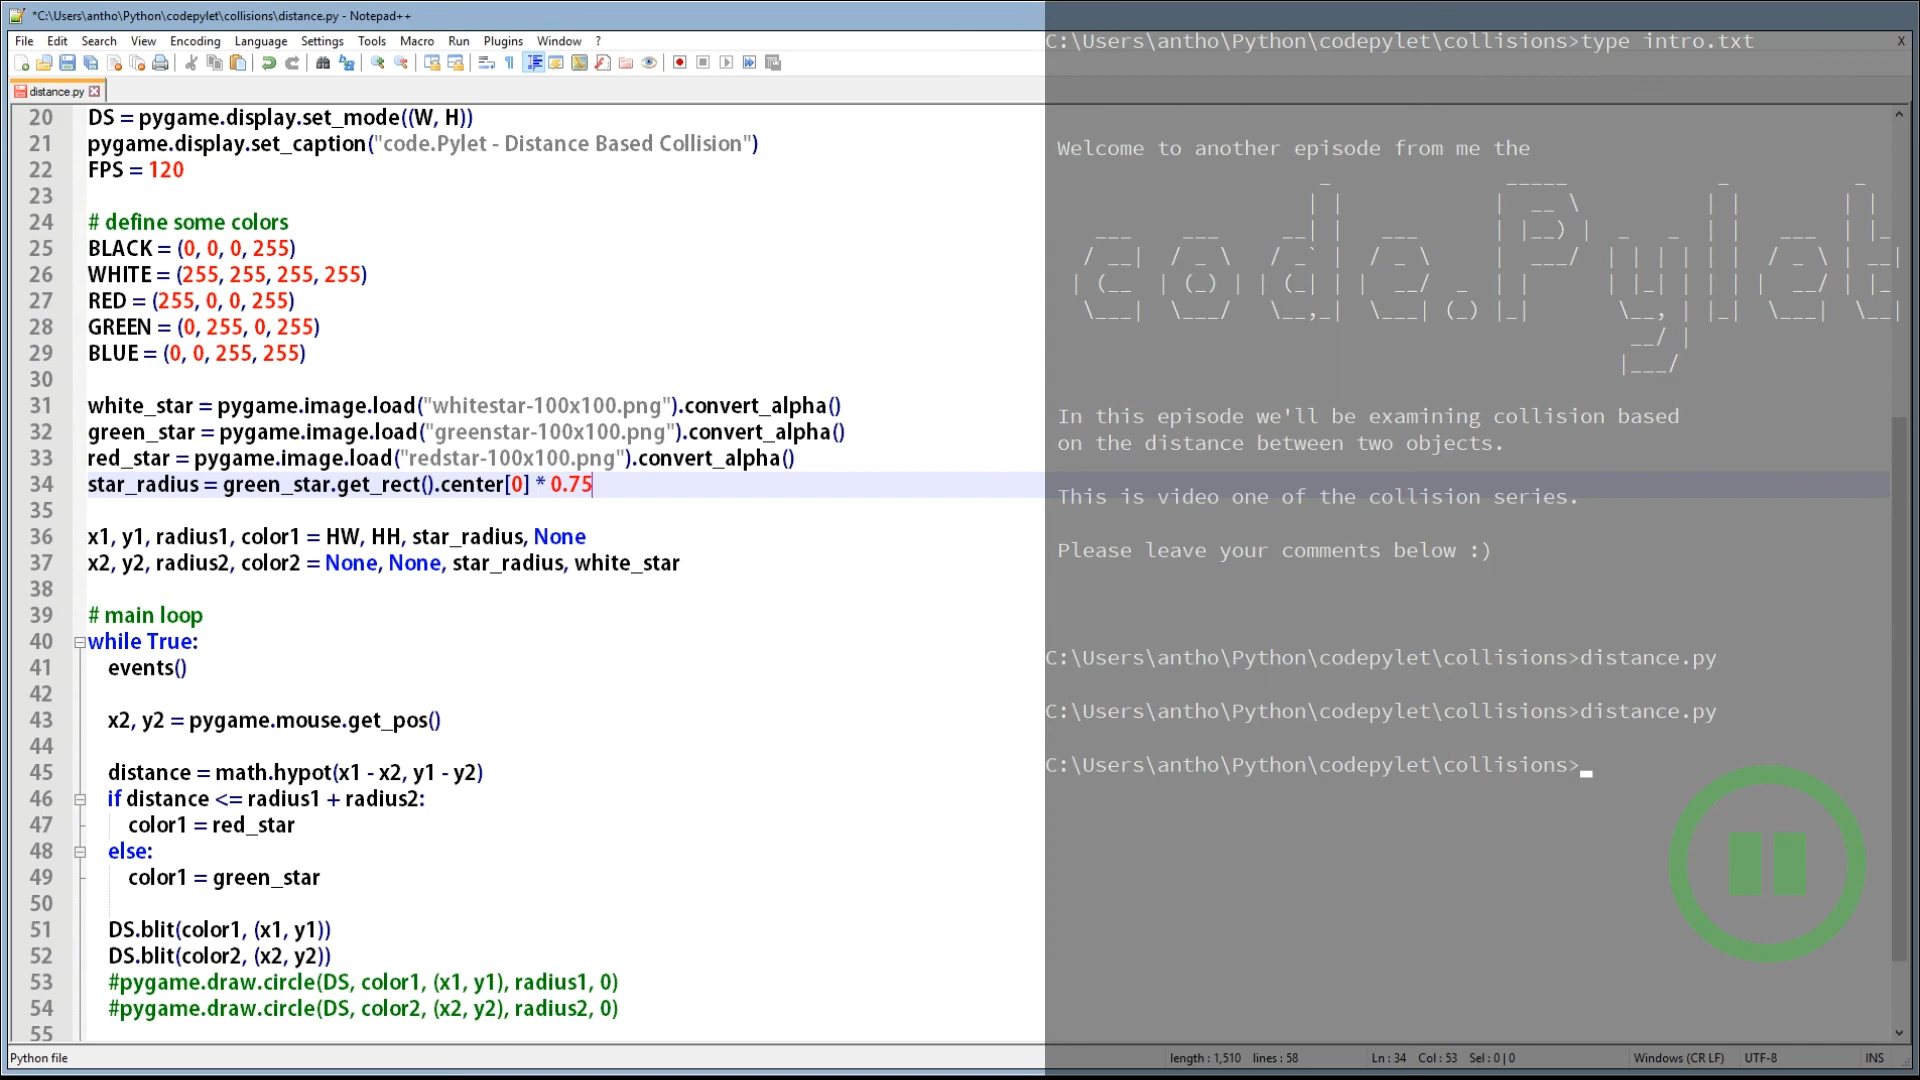 *C:\Users\antho\Python\codepylet\collisions\distance.py - Notepad++
File Edit Search View Encoding Language Settings Tools Macro Run Plugins Window ?
X
distance.py
20 DS = pygame.display.set_mode((W, H))
21 pygame.display.set_caption("code.Pylet - Distance Based Collision")
22 FPS = 120
23
24 # define some colors
25 BLACK = (0, 0, 0, 255)
26 WHITE = (255, 255, 255, 255)
27 RED = (255, 0, 0, 255)
28 GREEN = (0, 255, 0, 255)
29 BLUE = (0, 0, 255, 255)
30
31 white_star = pygame.image.load("whitestar-100x100.png").convert_alpha()
32 green_star = pygame.image.load("greenstar-100x100.png").convert_alpha()
33 red_star = pygame.image.load("redstar-100x100.png").convert_alpha()
34 star_radius = green_star.get_rect().center[0] * 0.75
35
36 x1, y1, radius1, color1 = HW, HH, star_radius, None
37 x2, y2, radius2, color2 = None, None, star_radius, white_star
38
39 # main loop
40 while True:
41 events()
42
43 x2, y2 = pygame.mouse.get_pos()
44
45 distance = math.hypot(x1 - x2, y1 - y2)
46 if distance <= radius1 + radius2:
47 color1 = red_star
48 else:
49 color1 = green_star
50
51 DS.blit(color1, (x1, y1))
52 DS.blit(color2, (x2, y2))
53 #pygame.draw.circle(DS, color1, (x1, y1), radius1, 0)
54 #pygame.draw.circle(DS, color2, (x2, y2), radius2, 0)
55
C:\Users\antho\Python\codepylet\collisions>type intro.txt
Welcome to another episode from me the
code.Pylet
In this episode we'll be examining collision based
on the distance between two objects.
This is video one of the collision series.
Please leave your comments below :)
C:\Users\antho\Python\codepylet\collisions>distance.py
C:\Users\antho\Python\codepylet\collisions>distance.py
C:\Users\antho\Python\codepylet\collisions>
Python file length : 1,510 lines : 58 Ln : 34 Col : 53 Sel : 0 | 0 Windows (CR LF) UTF-8 INS